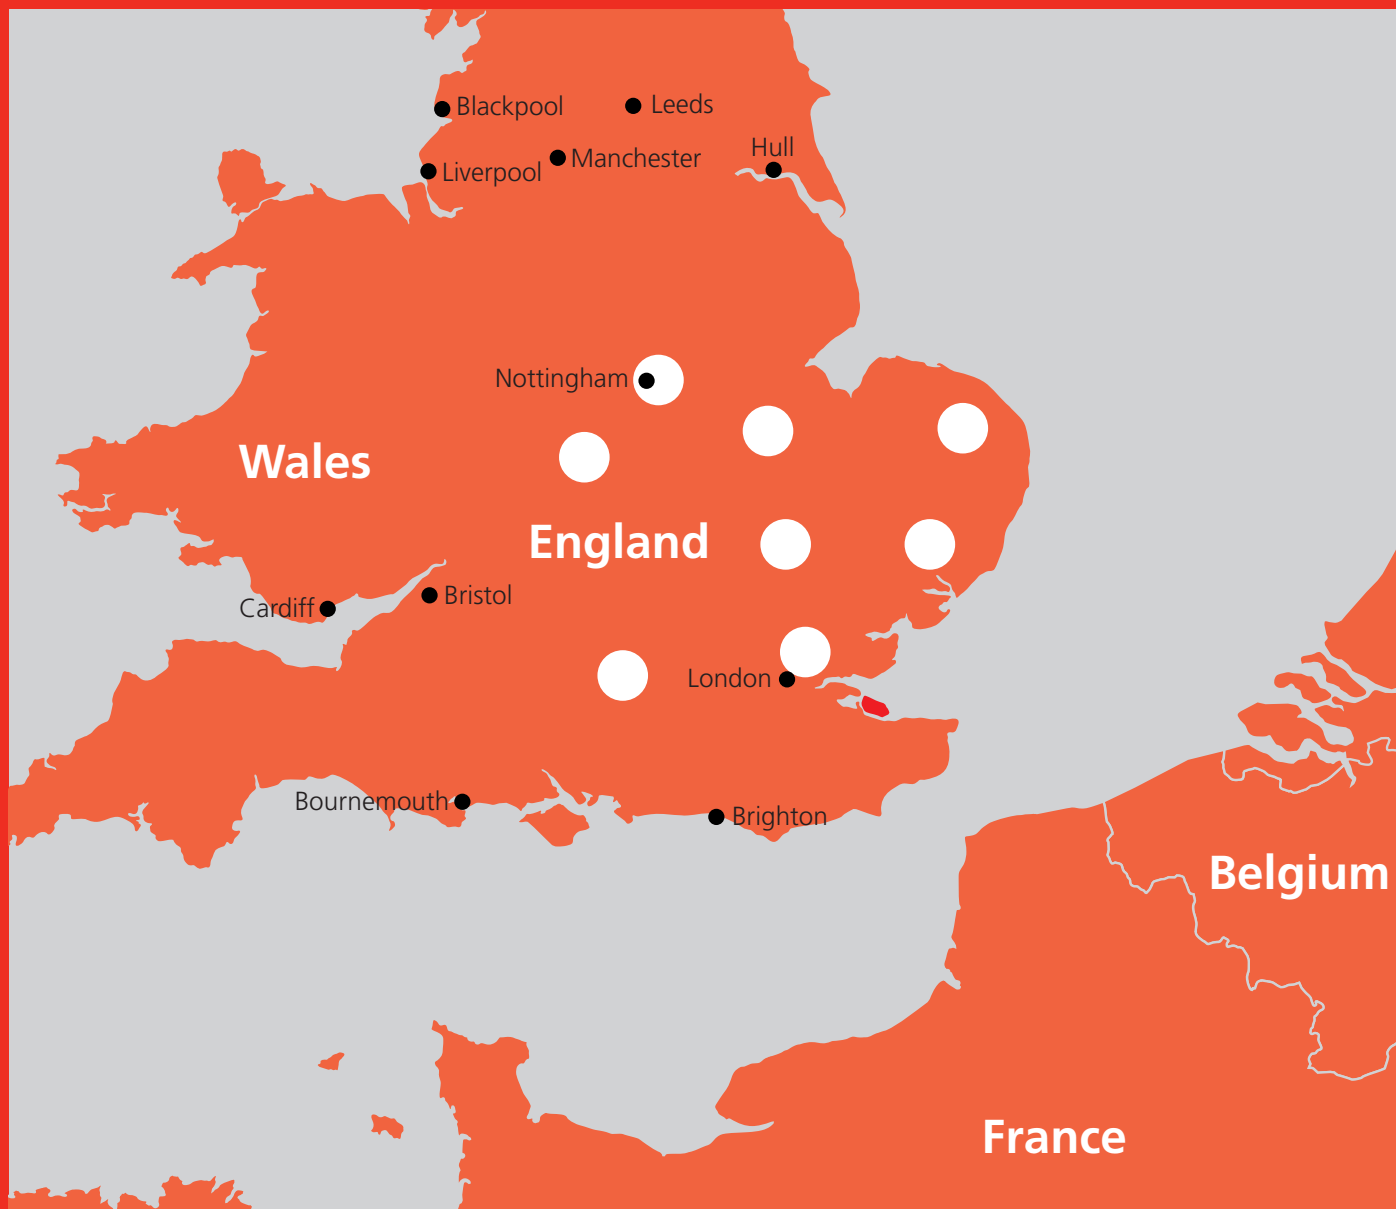 Blackpool
Leeds
Hull
Manchester
Liverpool
Nottingham
Wales
England
Bristol
Cardiff
London
Bournemouth
Brighton
Belgium
France